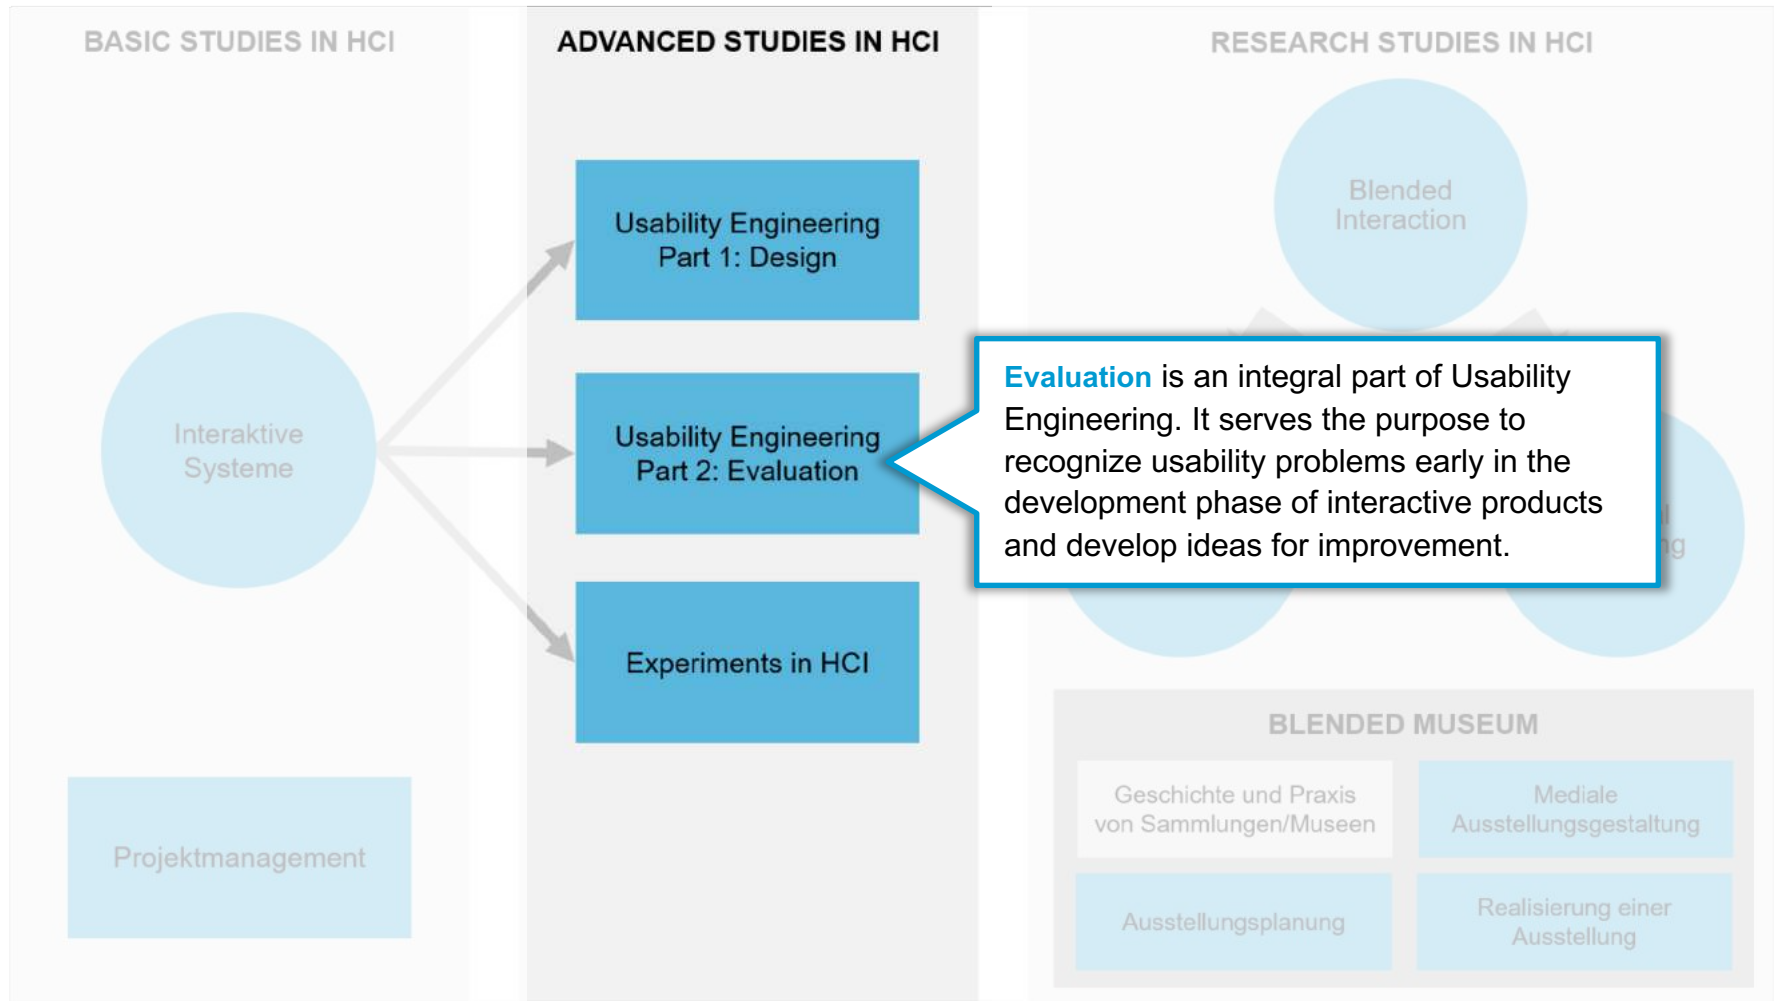 BASIC STUDIES IN HCI
Interaktive
Systeme
Projektmanagement
ADVANCED STUDIES IN HCI
Usability Engineering
Part 1: Design
Usability Engineering
Part 2: Evaluation
Experiments in HCI
Evaluation is an integral part of Usability
Engineering. It serves the purpose to
recognize usability problems early in the
development phase of interactive products
and develop ideas for improvement.
RESEARCH STUDIES IN HCI
Blended
Interaction
BLENDED MUSEUM
Geschichte und Praxis
von Sammlungen/Museen
Mediale
Ausstellungsgestaltung
Ausstellungsplanung
Realisierung einer
Ausstellung